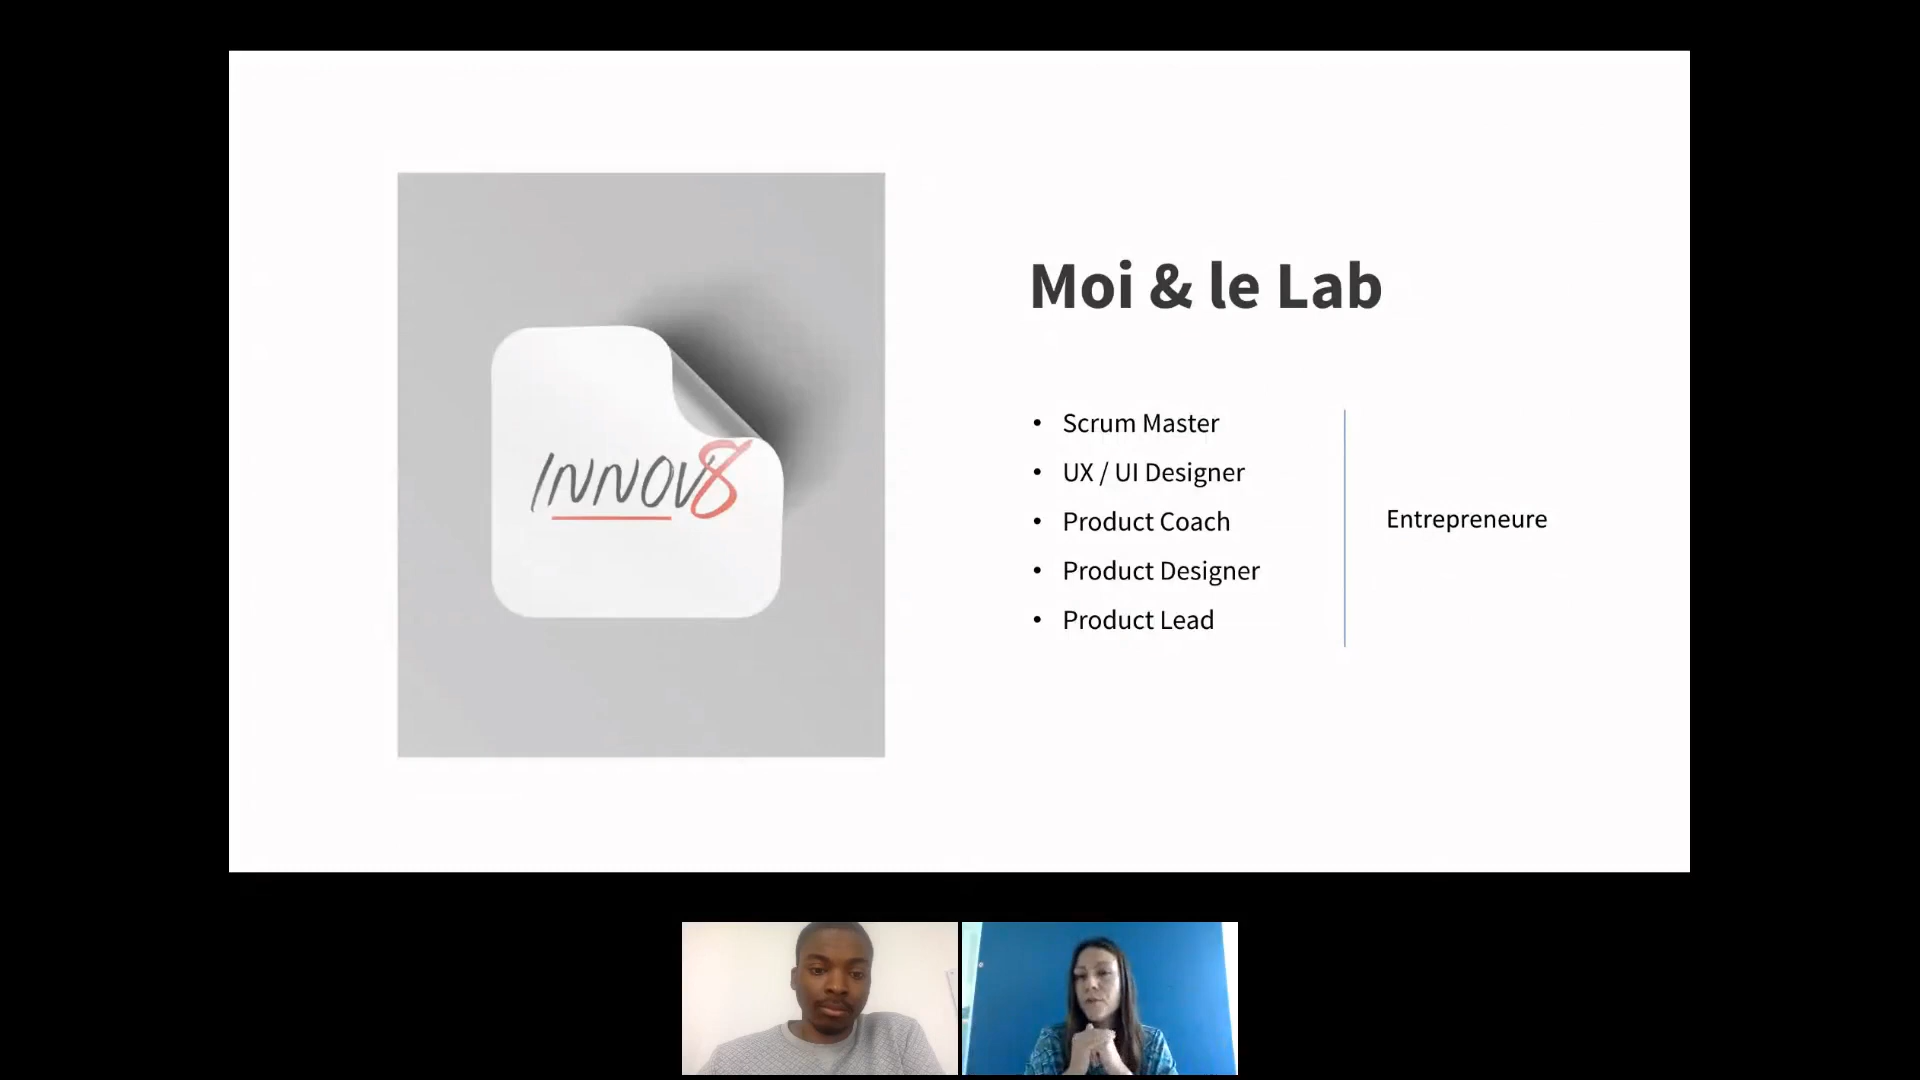 INNOV8
Moi & le Lab
• Scrum Master
• UX / UI Designer
• Product Coach
• Product Designer
• Product Lead
Entrepreneure